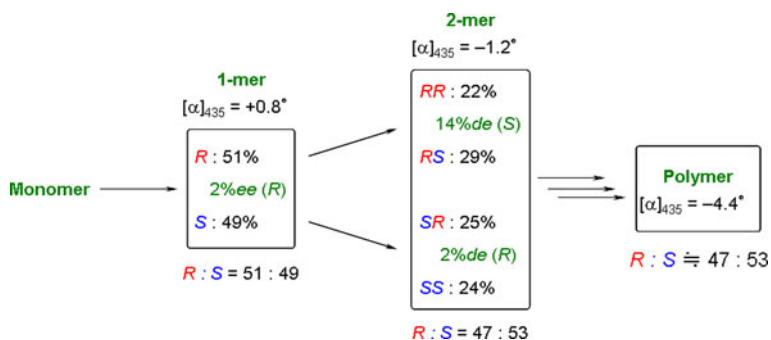 Monomer
1-mer
[α]₄₃₅ = +0.8°
R : 51%
2%ee (R)
S : 49%
R : S = 51 : 49
2-mer
[α]₄₃₅ = –1.2°
RR : 22%
14%de (S)
RS : 29%
SR : 25%
2%de (R)
SS : 24%
R : S = 47 : 53
Polymer
[α]₄₃₅ = –4.4°
R : S ≒ 47 : 53